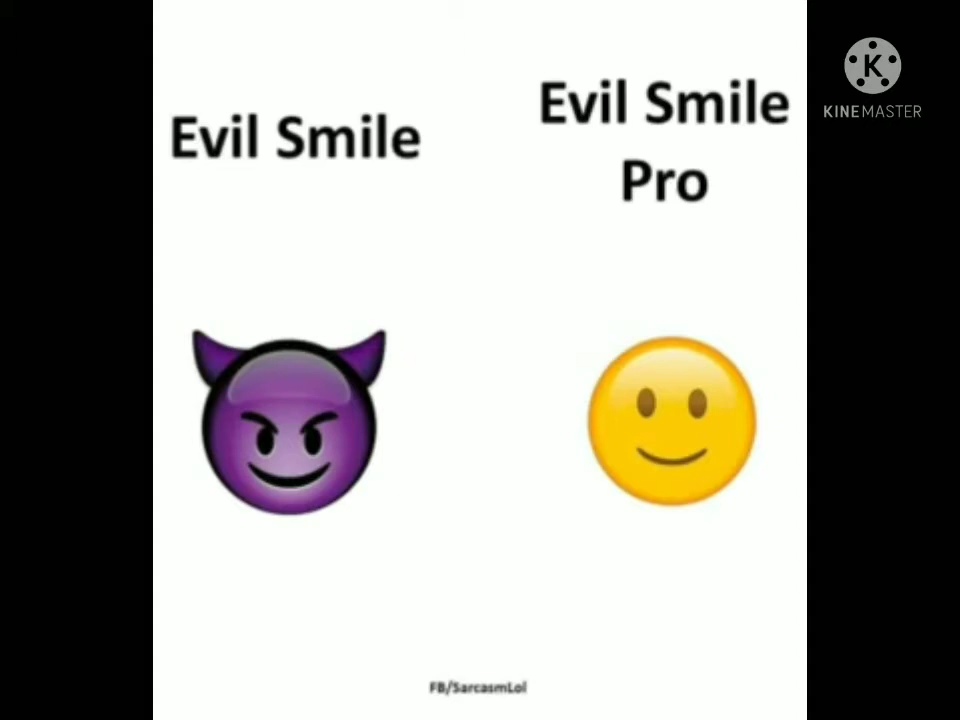 Evil Smile
Evil Smile
Pro
K
KINEMASTER
FB/SarcasmLol